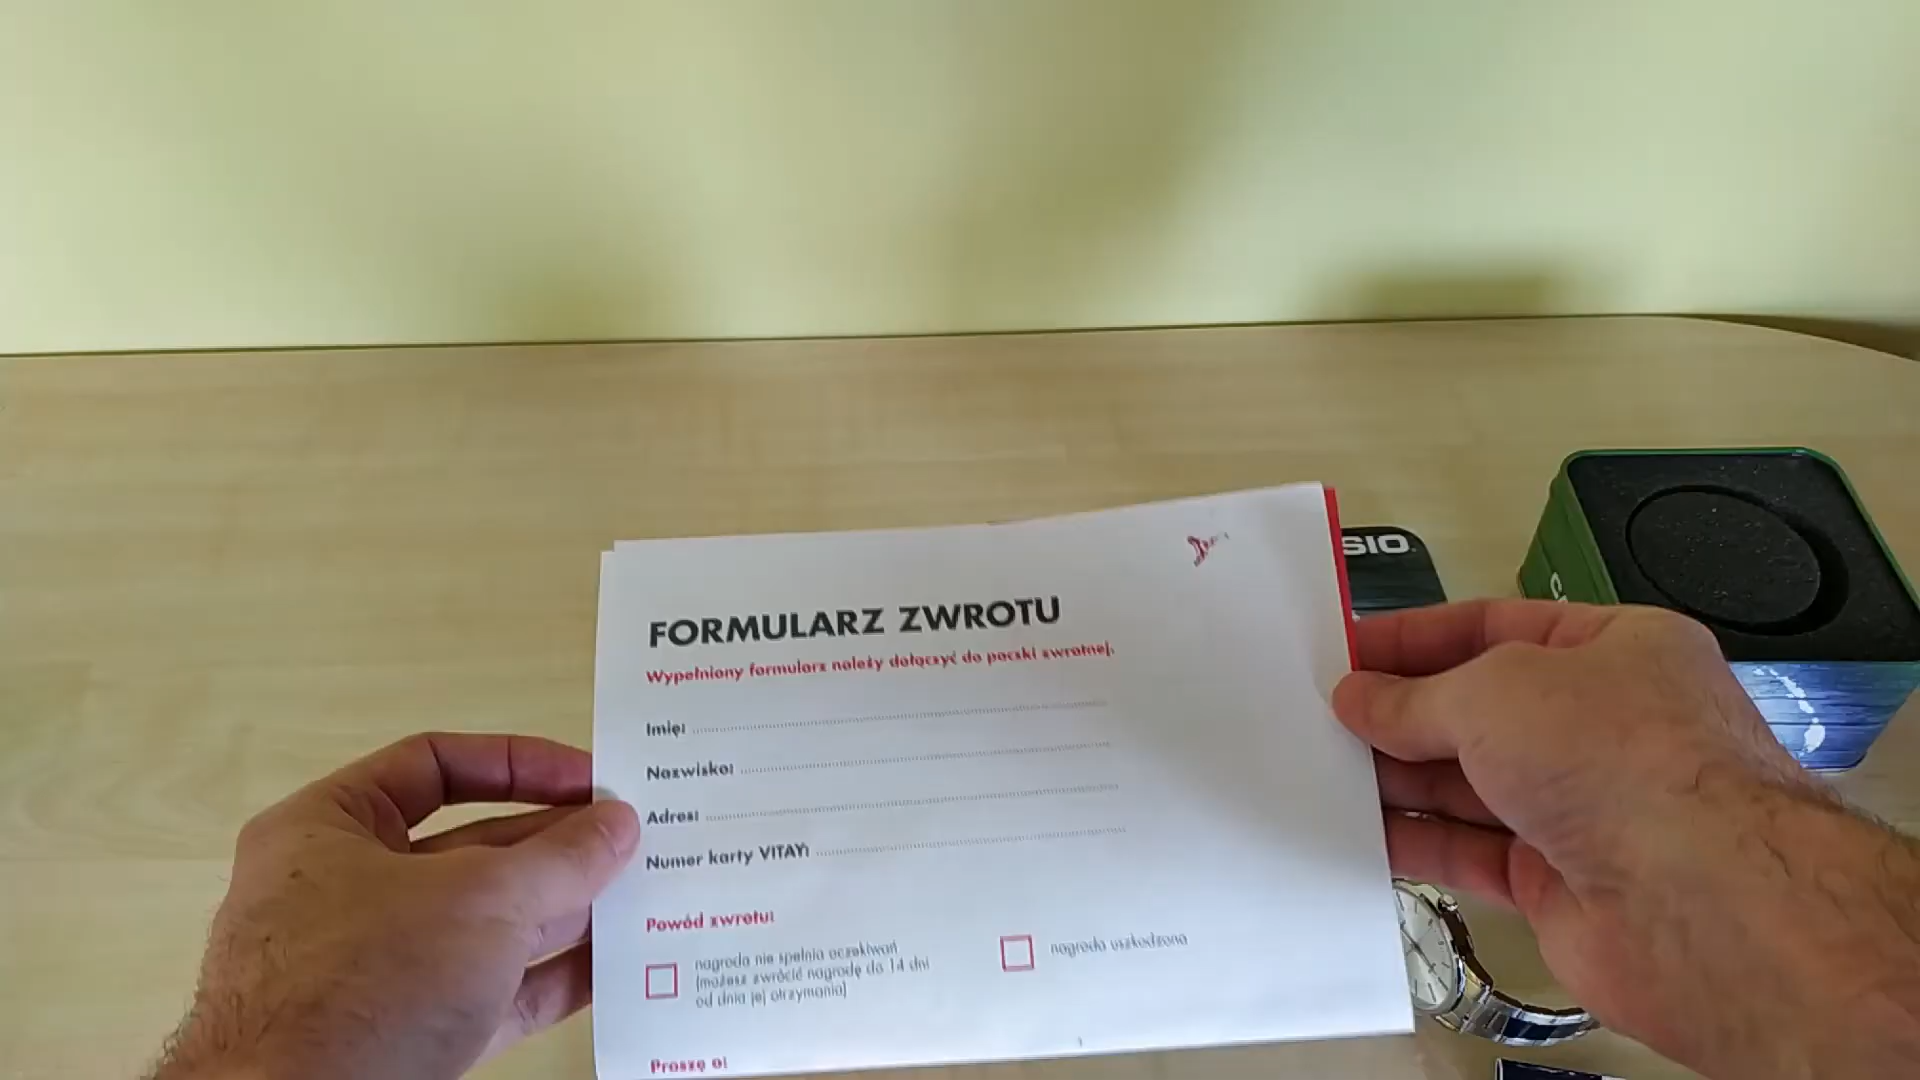 FORMULARZ ZWROTU
Wypełniony formularz należy dołączyć do paczki zwrotnej.
Imię:
Nazwisko:
Adres:
Numer karty VITAY:
Powód zwrotu:
nagroda nie spełnia oczekiwań
(możesz zwrócić nagrodę do 14 dni
od dnia jej otrzymania)
nagroda uszkodzona
Proszę o:
SIO